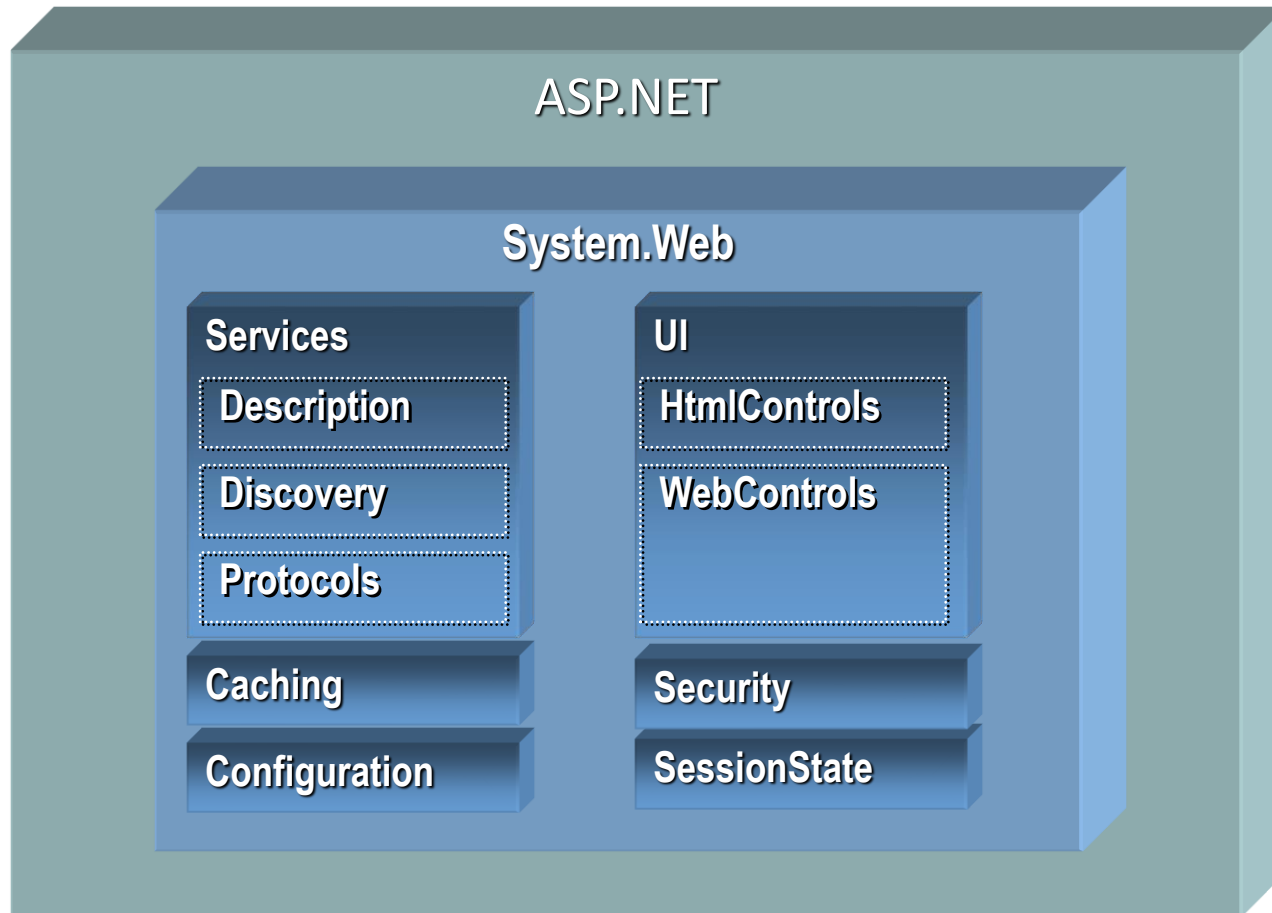 ASP.NET
System.Web
Services
Description
Discovery
Protocols
Caching
Configuration
UI
HtmlControls
WebControls
Security
SessionState